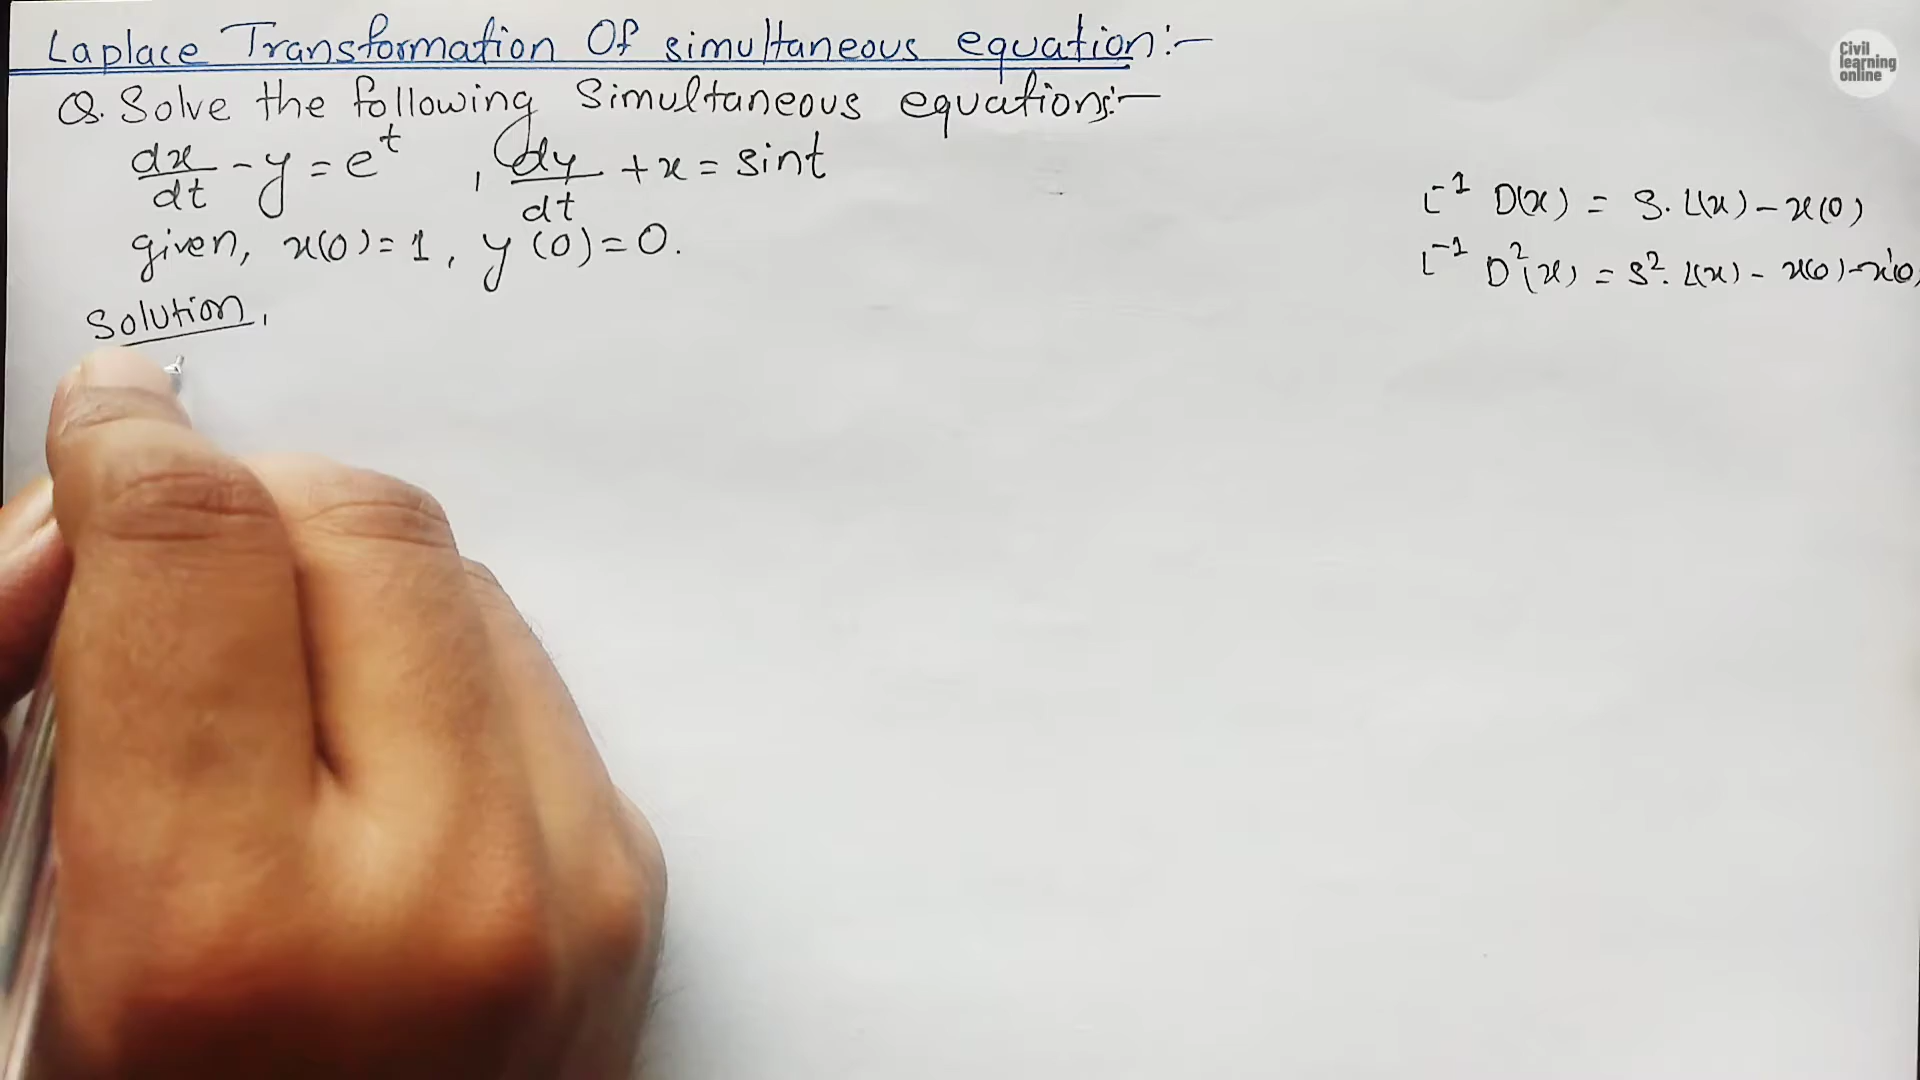 Laplace Transformation Of simultaneous equation:-
Q. Solve the following Simultaneous equations:-
dx/dt - y = e^t , dy/dt + x = sint
given, x(0)=1, y(0)=0.
Solution,
L^-1 D(x) = S. L(x) - x(0)
L^-1 D^2(x) = S^2. L(x) - x(0) - x'(0)
Civil
learning
online